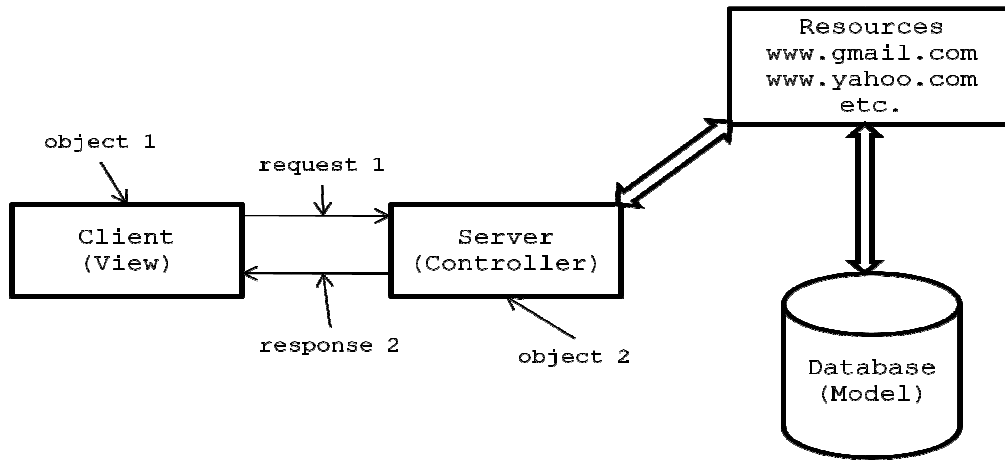 Resources
www.gmail.com
www.yahoo.com
etc.
object 1
request 1
Client
(View)
Server
(Controller)
response 2
object 2
Database
(Model)